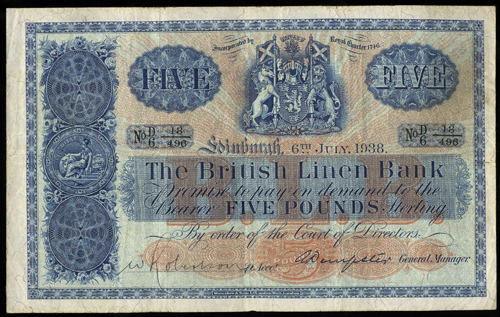 Incorporated by Royal Charter 1746.
FIVE FIVE
No D/6 18/496 No D/6 18/496
Edinburgh, 6TH July, 1938.
The British Linen Bank
Promise to pay on demand to the
Bearer FIVE POUNDS Sterling
By order of the Court of Directors.
General Manager